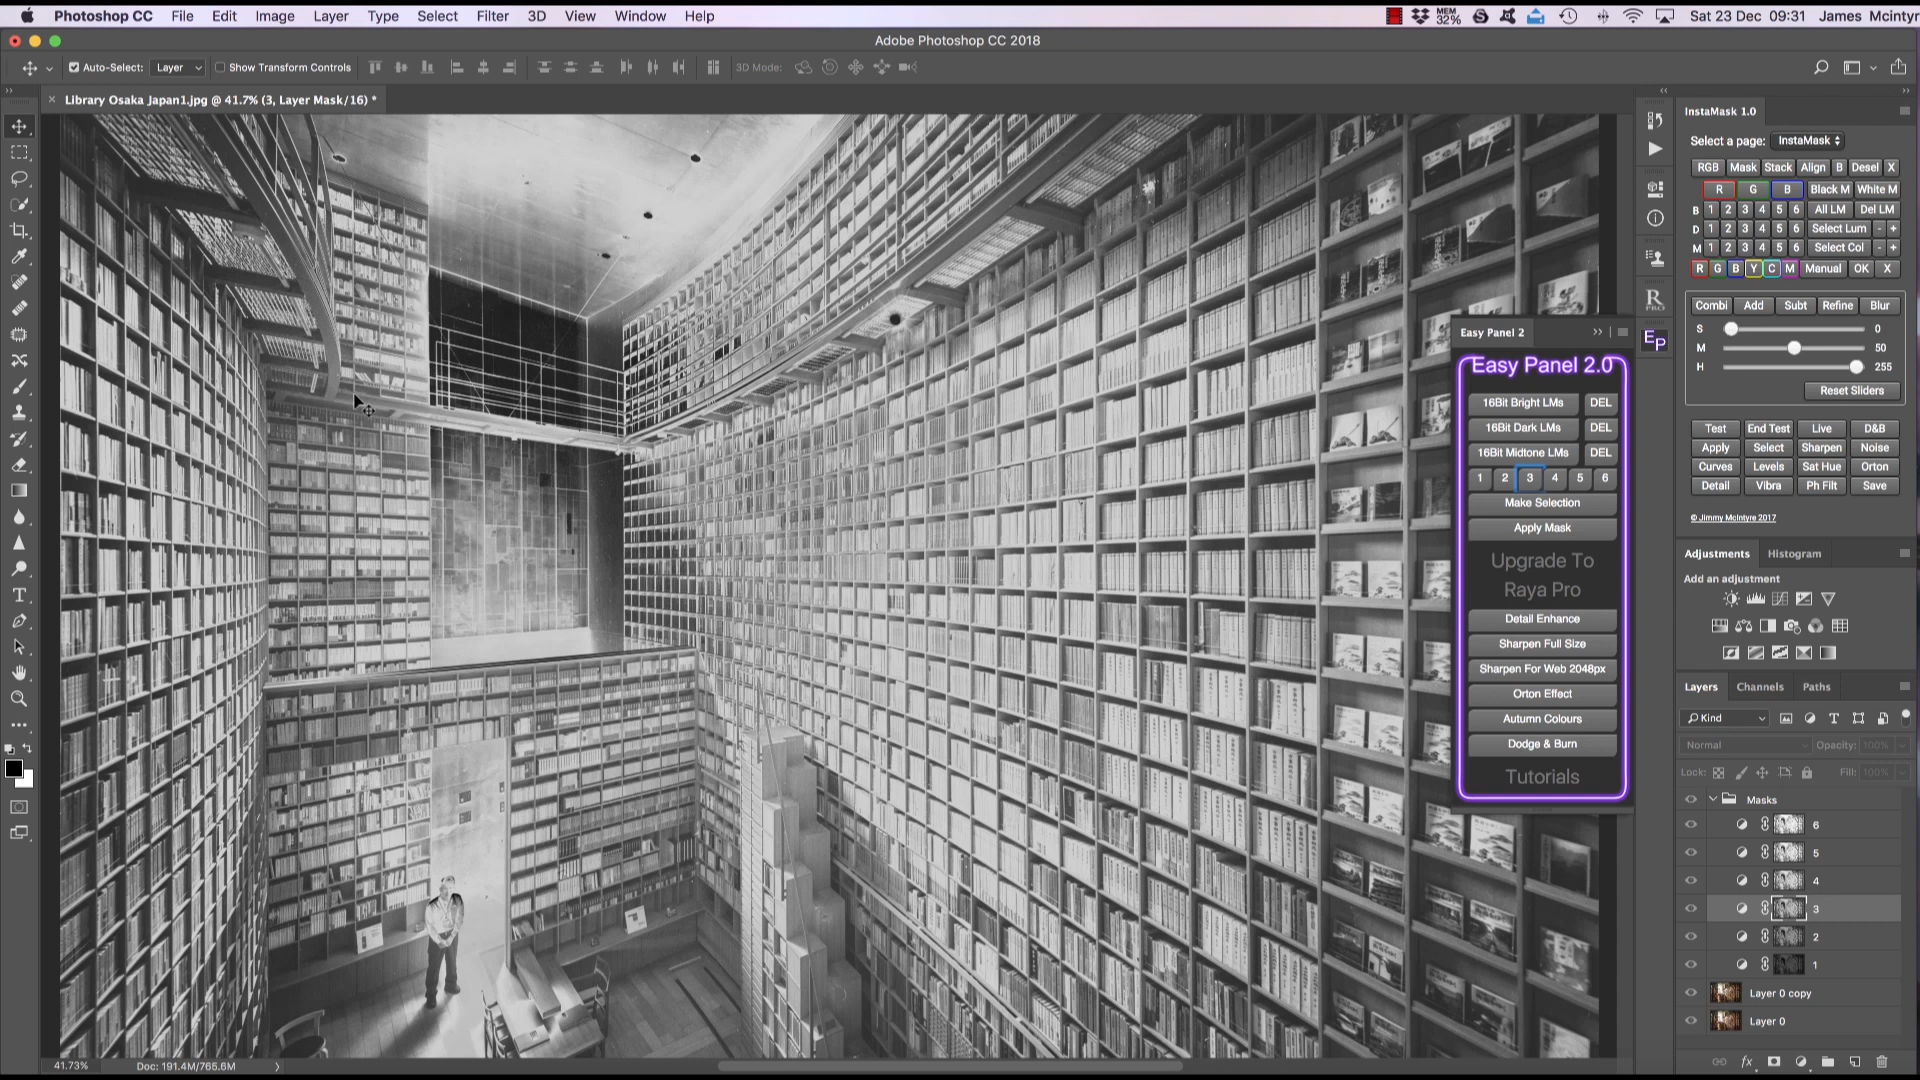 Photoshop CC File Edit Image Layer Type Select Filter 3D View Window Help MEM 32% Sat 23 Dec 09:31 James Mcintyr
Adobe Photoshop CC 2018
Auto-Select: Layer Show Transform Controls 3D Mode:
Library Osaka Japan1.jpg @ 41.7% (3, Layer Mask/16) *
InstaMask 1.0
Select a page: InstaMask
RGB Mask Stack Align B Desel X
R G B Black M White M
B 1 2 3 4 5 6 All LM Del LM
D 1 2 3 4 5 6 Select Lum - +
M 1 2 3 4 5 6 Select Col - +
R G B Y C M Manual OK X
Combi Add Subt Refine Blur
S 0
M 50
H 255
Reset Sliders
Test End Test Live D&B
Apply Select Sharpen Noise
Curves Levels Sat Hue Orton
Detail Vibra Ph Filt Save
© Jimmy McIntyre 2017
R PRO
EP
Easy Panel 2
Easy Panel 2.0
16Bit Bright LMs DEL
16Bit Dark LMs DEL
16Bit Midtone LMs DEL
1 2 3 4 5 6
Make Selection
Apply Mask
Upgrade To
Raya Pro
Detail Enhance
Sharpen Full Size
Sharpen For Web 2048px
Orton Effect
Autumn Colours
Dodge & Burn
Tutorials
Adjustments Histogram
Add an adjustment
Layers Channels Paths
Kind
Normal Opacity: 100%
Lock: Fill: 100%
Masks
6
5
4
3
2
1
Layer 0 copy
Layer 0
fx
41.73% Doc: 191.4M/765.6M